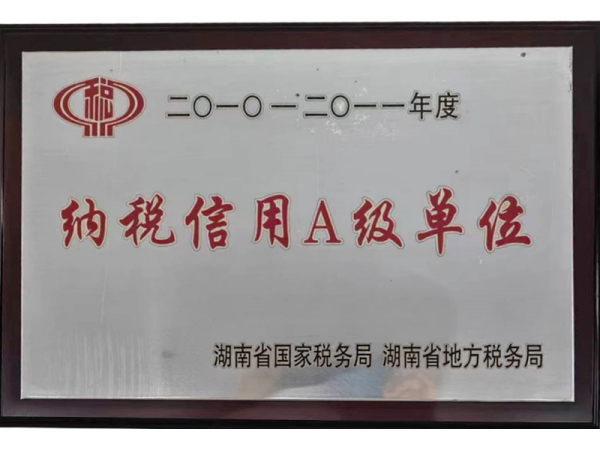 税 二〇一〇一二〇一一年度
纳税信用A级单位
湖南省国家税务局 湖南省地方税务局